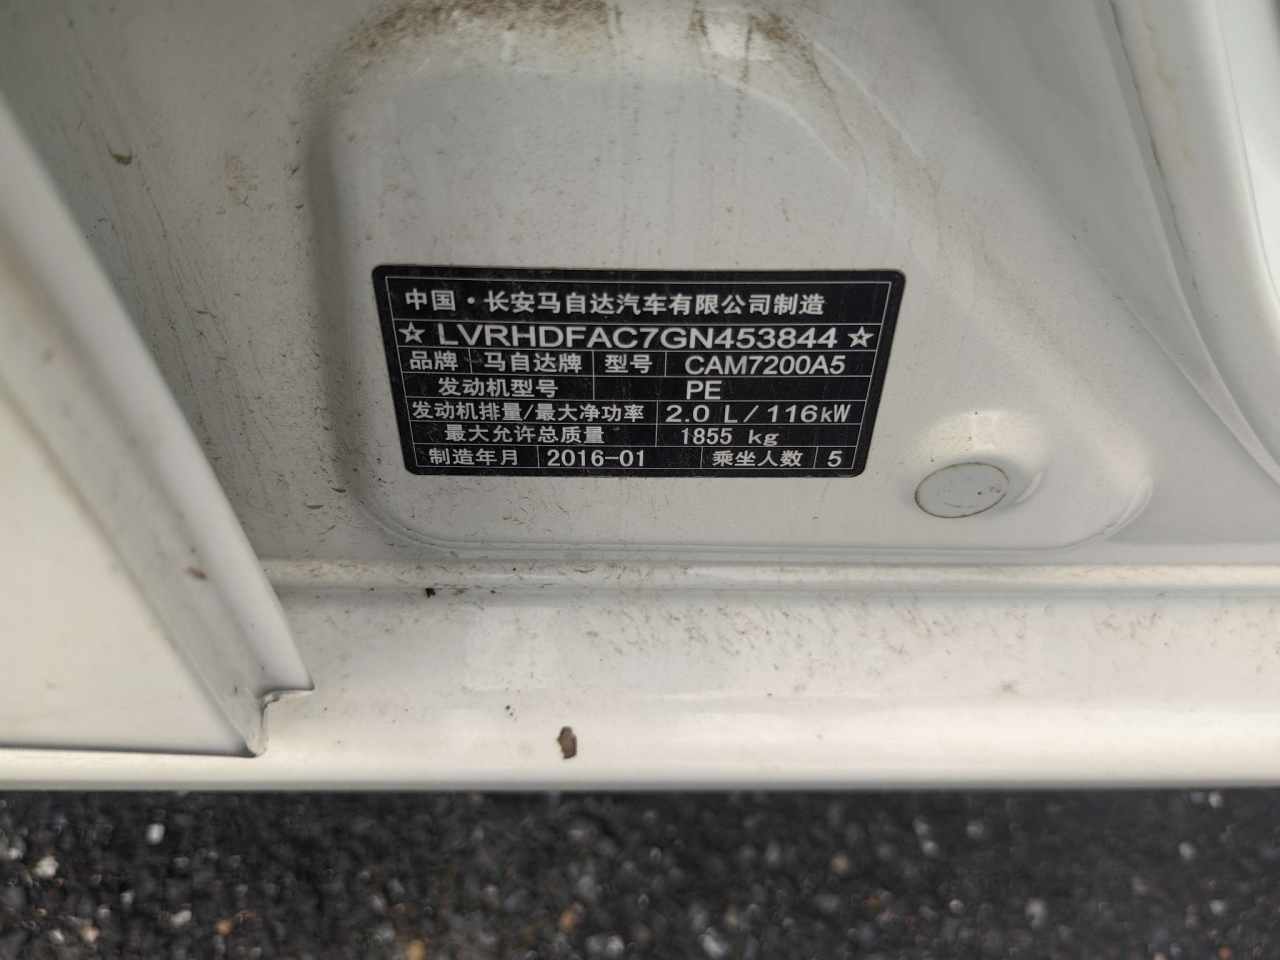 中国·长安马自达汽车有限公司制造
☆LVRHDFAC7GN453844☆
品牌 马自达牌 型号 CAM7200A5
发动机型号 PE
发动机排量/最大净功率 2.0 L/116kW
最大允许总质量 1855 kg
制造年月 2016-01 乘坐人数 5